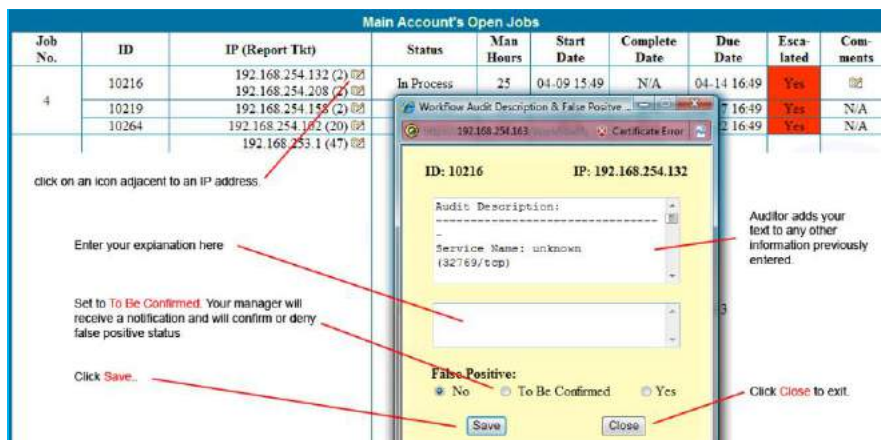 Main Account's Open Jobs
Job No. ID IP (Report Tkt) Status Man Hours Start Date Complete Date Due Date Esca-lated Com-ments
4
10216 192.168.254.132 (2)
192.168.254.208 (2)
In Process 25 04-09 15:49 N/A 04-14 16:49 Yes
10219 192.168.254.158 (2) 7 16:49 Yes N/A
10264 192.168.254.162 (20) 2 16:49 Yes N/A
192.168.253.1 (47)
Workflow Audit Description & False Positve ...
192.168.254.163 Certificate Error
ID: 10216 IP: 192.168.254.132
Audit Description:
-----------------------------------
-
Service Name: unknown
(32769/tcp)
False Positive:
No To Be Confirmed Yes
Save Close
3
click on an icon adjacent to an IP address.
Enter your explanation here
Set to To Be Confirmed. Your manager will
receive a notification and will confirm or deny
false positive status
Click Save..
Auditor adds your
text to any other
information previously
entered.
Click Close to exit.